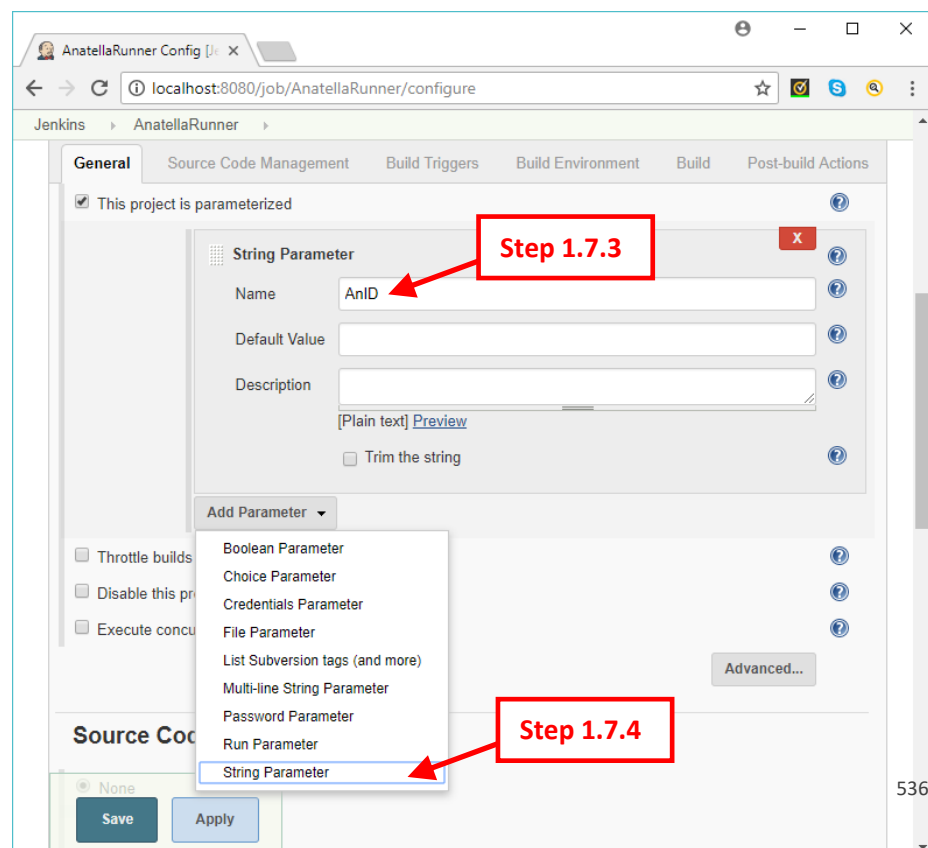 AnatellaRunner Config [Je
localhost:8080/job/AnatellaRunner/configure
Jenkins AnatellaRunner
General Source Code Management Build Triggers Build Environment Build Post-build Actions
This project is parameterized
Step 1.7.3
X
String Parameter
Name AnID
Default Value
Description
[Plain text] Preview
Trim the string
Add Parameter
Boolean Parameter
Throttle builds
Choice Parameter
Disable this pr
Credentials Parameter
File Parameter
Execute concu
List Subversion tags (and more)
Advanced...
Multi-line String Parameter
Password Parameter
Source Coc
Step 1.7.4
Run Parameter
String Parameter
None
536
Save Apply